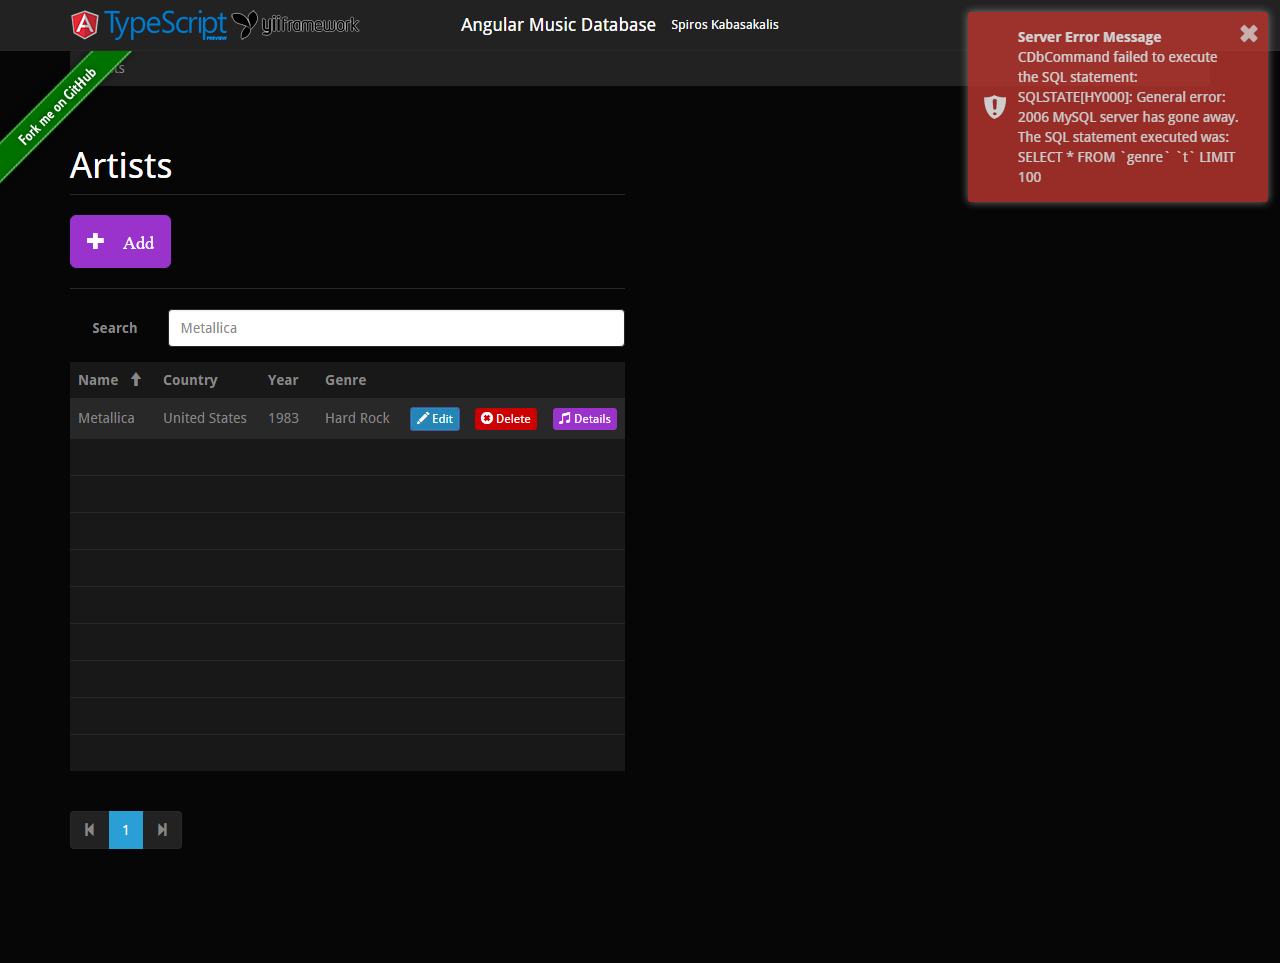 TypeScript PREVIEW yiiframework
Angular Music Database Spiros Kabasakalis
Fork me on GitHub
Server Error Message
CDbCommand failed to execute
the SQL statement:
SQLSTATE[HY000]: General error:
2006 MySQL server has gone away.
The SQL statement executed was:
SELECT * FROM `genre` `t` LIMIT
100
Artists
Add
Search Metallica
Name Country Year Genre
Metallica United States 1983 Hard Rock Edit Delete Details
1